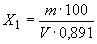 X₁ = m·100 / V·0,891